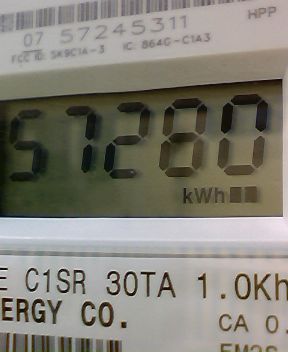 HPP
07 57245311
FCC ID: SK9C1A-3 IC: 864G-C1A3
57280
kWh
E C1SR 30TA 1.0Kh
ERGY CO.
CA 0.